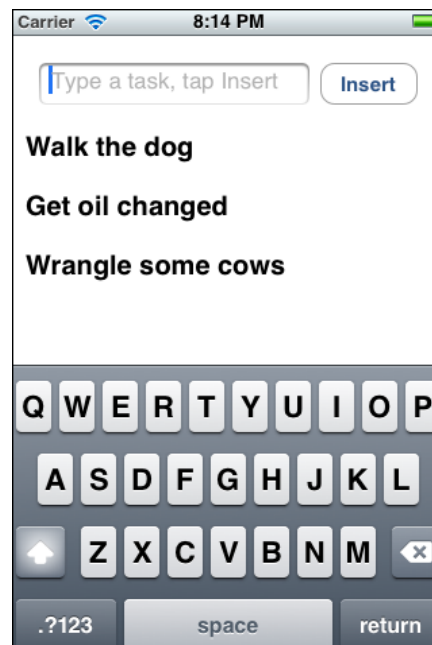 Carrier 8:14 PM
Type a task, tap Insert Insert
Walk the dog
Get oil changed
Wrangle some cows
Q W E R T Y U I O P
A S D F G H J K L
Z X C V B N M
.?123 space return